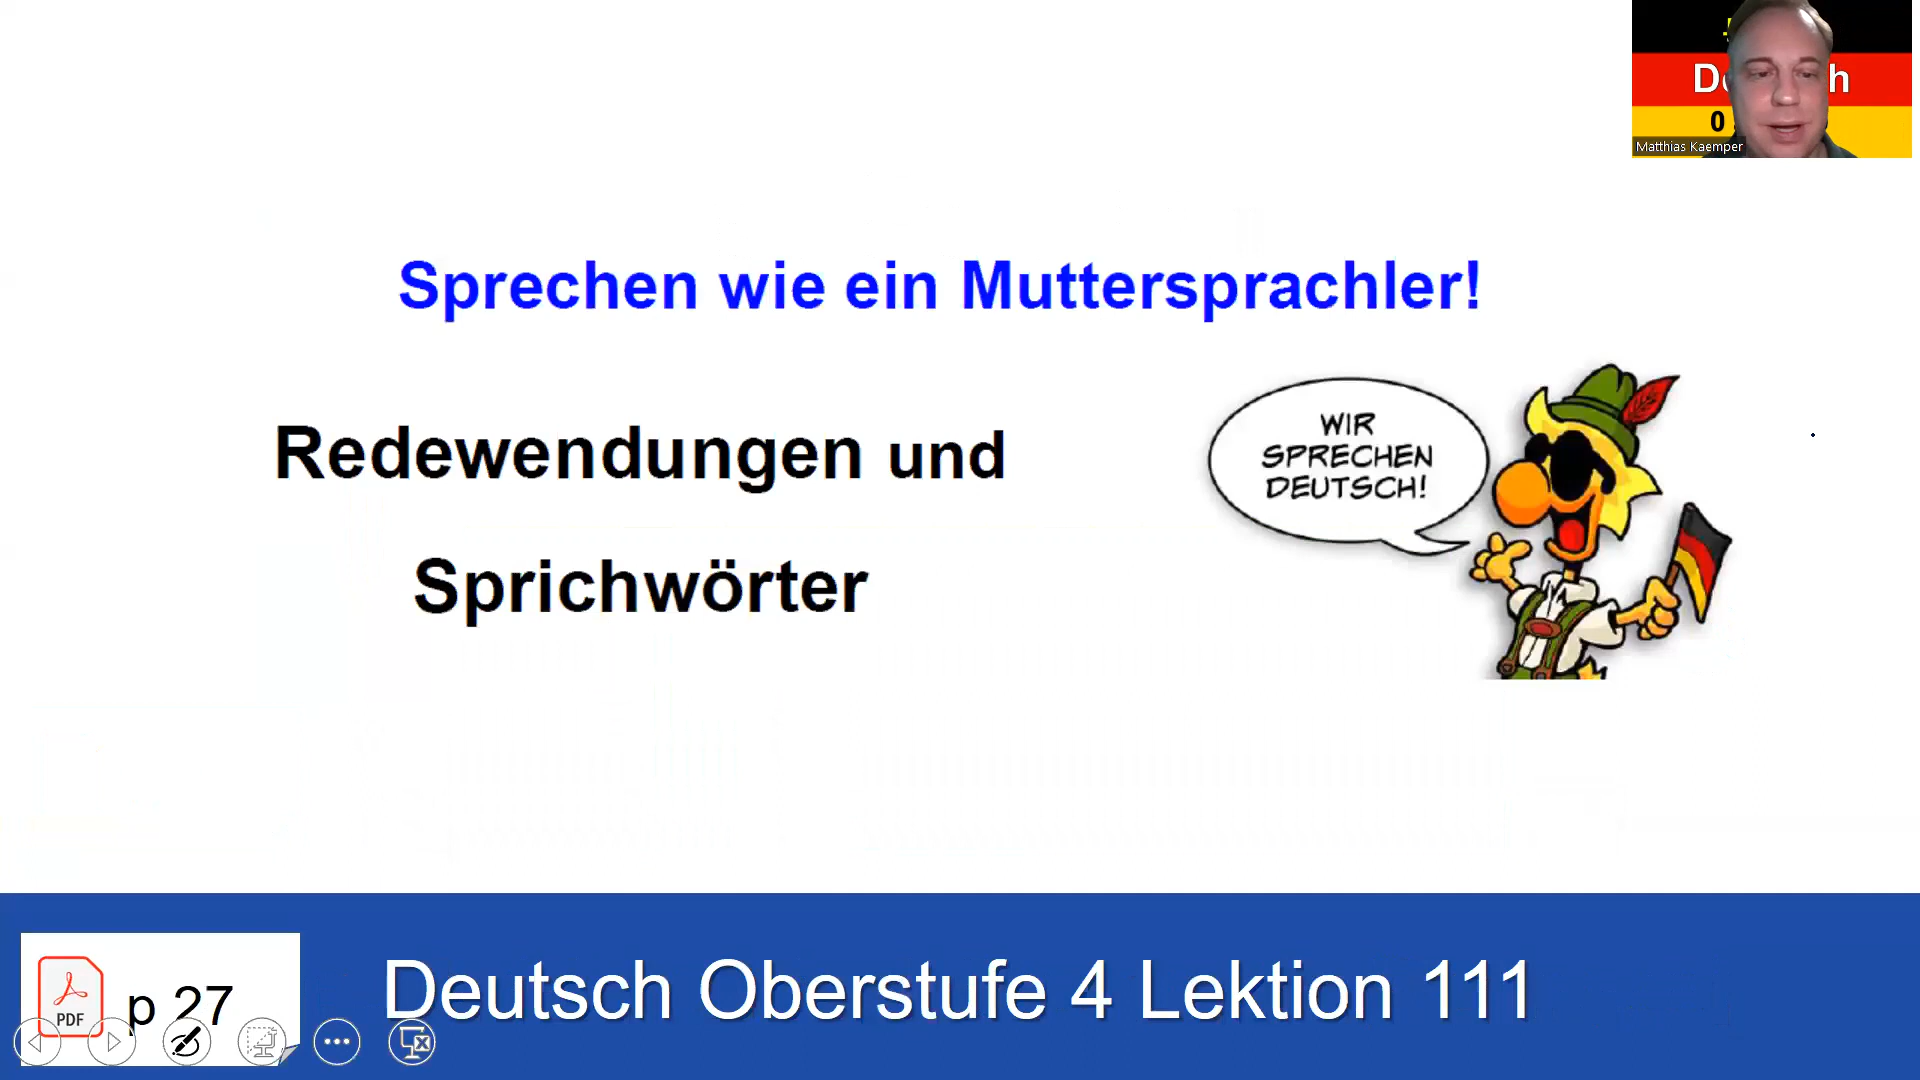 Matthias Kaemper
Sprechen wie ein Muttersprachler!
Redewendungen und
Sprichwörter
WIR
SPRECHEN
DEUTSCH!
PDF
p 27
Deutsch Oberstufe 4 Lektion 111